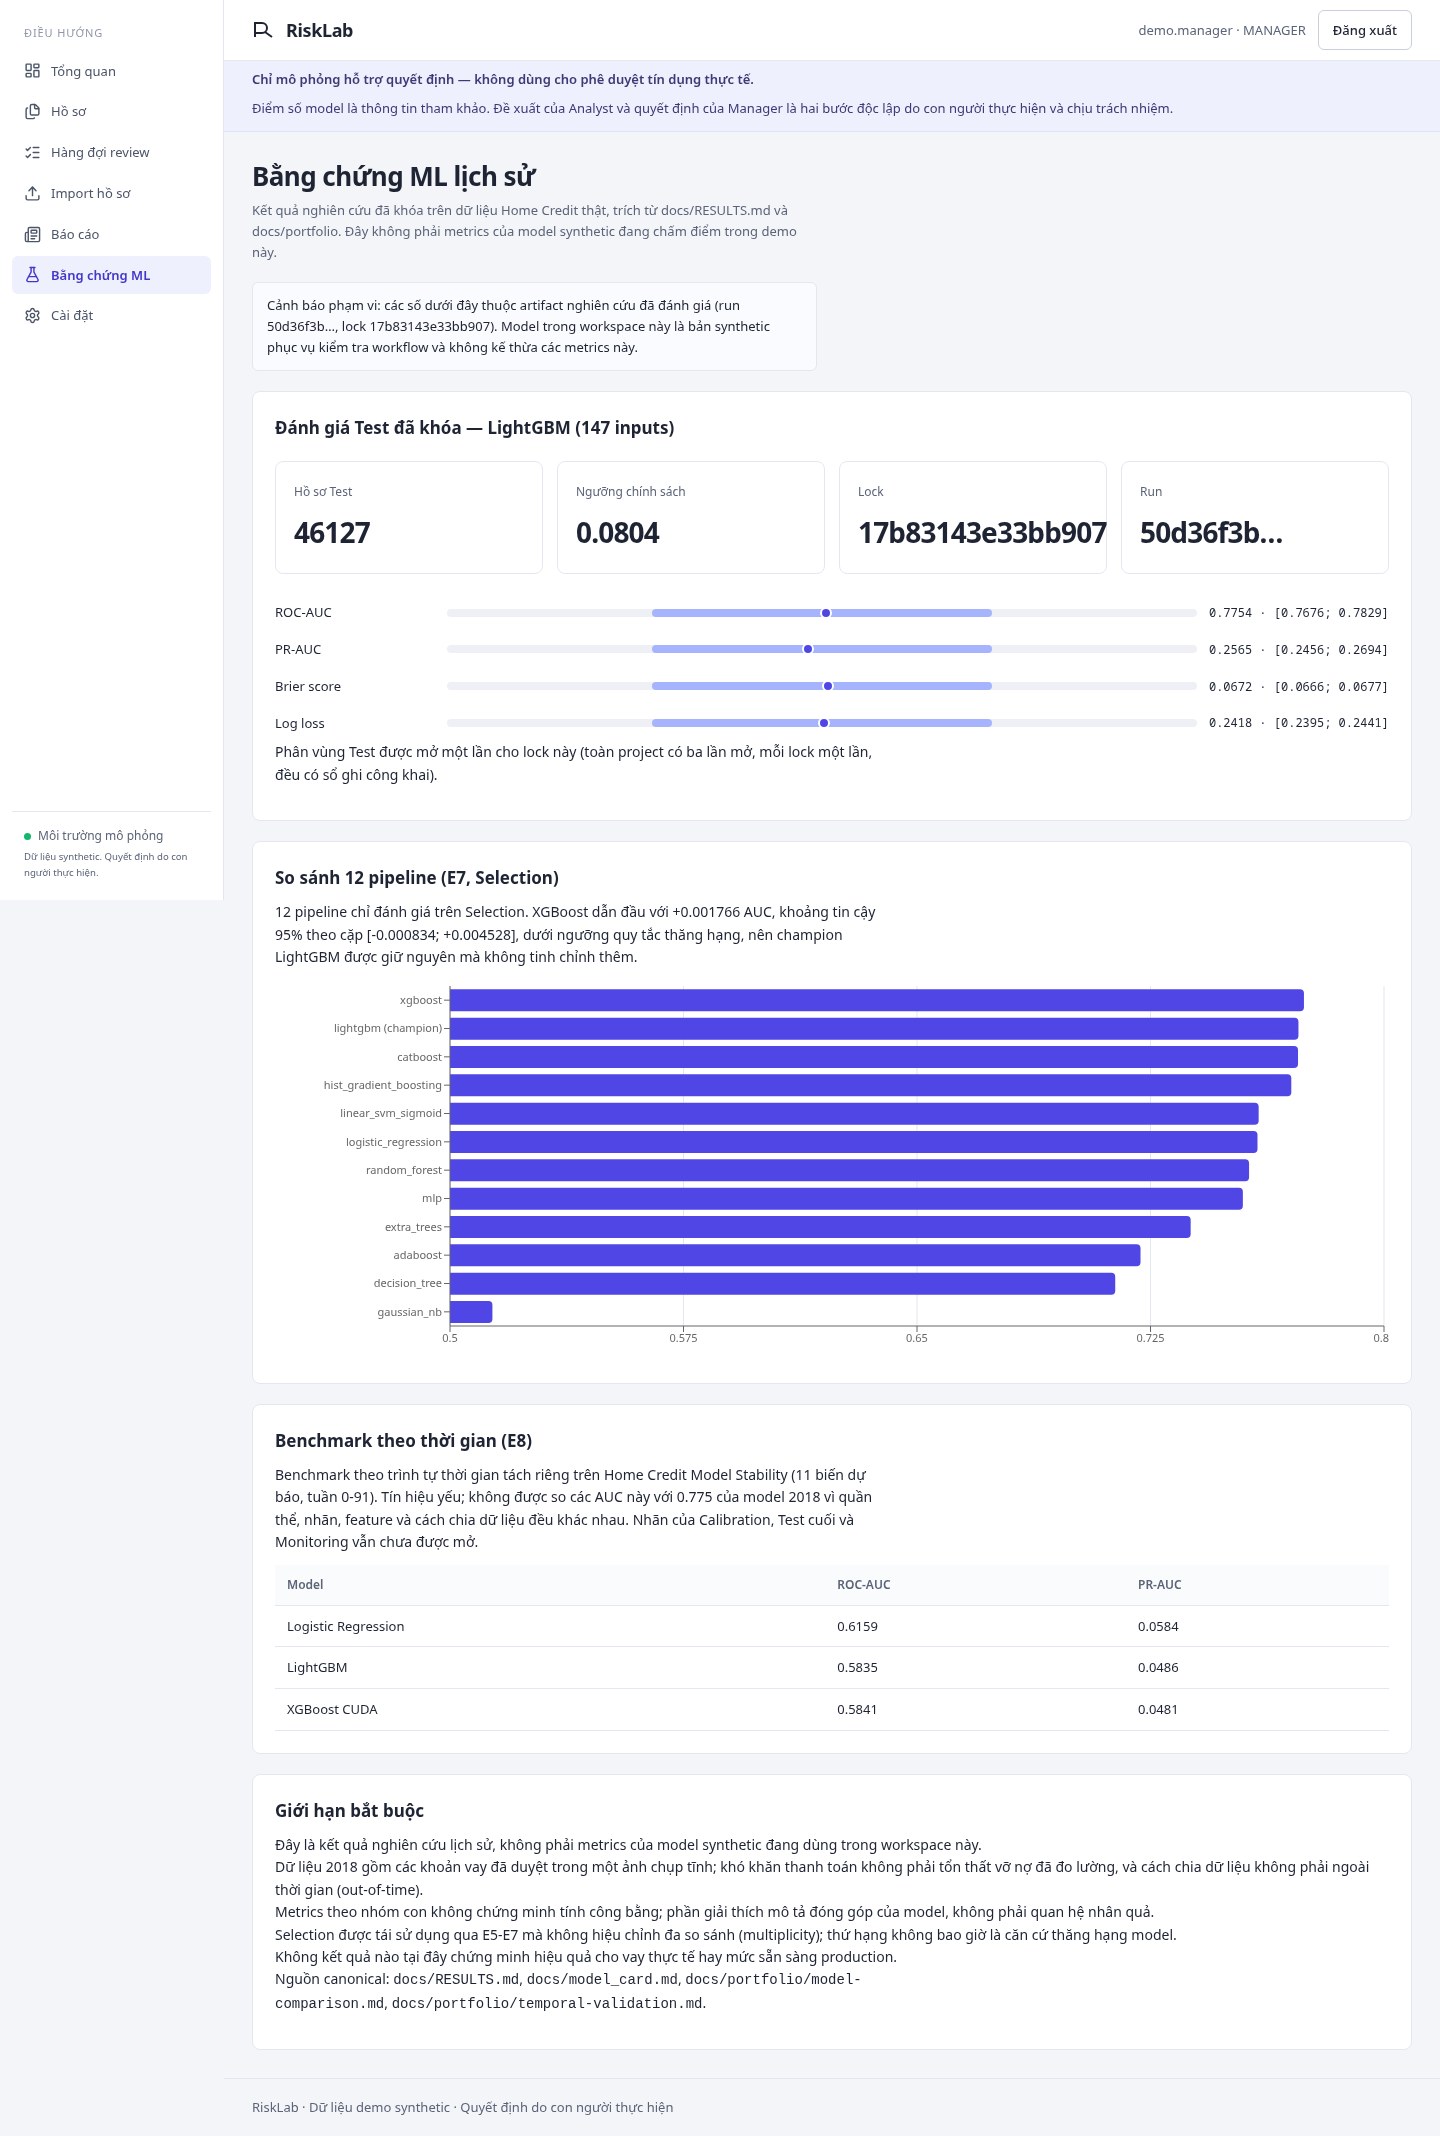 ĐIỀU HƯỚNG
Tổng quan
Hồ sơ
Hàng đợi review
Import hồ sơ
Báo cáo
Bằng chứng ML
Cài đặt
Môi trường mô phỏng
Dữ liệu synthetic. Quyết định do con
người thực hiện.
RiskLab
demo.manager · MANAGER
Đăng xuất
Chỉ mô phỏng hỗ trợ quyết định — không dùng cho phê duyệt tín dụng thực tế.
Điểm số model là thông tin tham khảo. Đề xuất của Analyst và quyết định của Manager là hai bước độc lập do con người thực hiện và chịu trách nhiệm.
Bằng chứng ML lịch sử
Kết quả nghiên cứu đã khóa trên dữ liệu Home Credit thật, trích từ docs/RESULTS.md và
docs/portfolio. Đây không phải metrics của model synthetic đang chấm điểm trong demo
này.
Cảnh báo phạm vi: các số dưới đây thuộc artifact nghiên cứu đã đánh giá (run
50d36f3b…, lock 17b83143e33bb907). Model trong workspace này là bản synthetic
phục vụ kiểm tra workflow và không kế thừa các metrics này.
Đánh giá Test đã khóa — LightGBM (147 inputs)
Hồ sơ Test
46127
Ngưỡng chính sách
0.0804
Lock
17b83143e33bb907
Run
50d36f3b…
ROC-AUC
0.7754 · [0.7676; 0.7829]
PR-AUC
0.2565 · [0.2456; 0.2694]
Brier score
0.0672 · [0.0666; 0.0677]
Log loss
0.2418 · [0.2395; 0.2441]
Phân vùng Test được mở một lần cho lock này (toàn project có ba lần mở, mỗi lock một lần,
đều có sổ ghi công khai).
So sánh 12 pipeline (E7, Selection)
12 pipeline chỉ đánh giá trên Selection. XGBoost dẫn đầu với +0.001766 AUC, khoảng tin cậy
95% theo cặp [-0.000834; +0.004528], dưới ngưỡng quy tắc thăng hạng, nên champion
LightGBM được giữ nguyên mà không tinh chỉnh thêm.
xgboost
lightgbm (champion)
catboost
hist_gradient_boosting
linear_svm_sigmoid
logistic_regression
random_forest
mlp
extra_trees
adaboost
decision_tree
gaussian_nb
0.5 0.575 0.65 0.725 0.8
Benchmark theo thời gian (E8)
Benchmark theo trình tự thời gian tách riêng trên Home Credit Model Stability (11 biến dự
báo, tuần 0-91). Tín hiệu yếu; không được so các AUC này với 0.775 của model 2018 vì quần
thể, nhãn, feature và cách chia dữ liệu đều khác nhau. Nhãn của Calibration, Test cuối và
Monitoring vẫn chưa được mở.
Model ROC-AUC PR-AUC
Logistic Regression 0.6159 0.0584
LightGBM 0.5835 0.0486
XGBoost CUDA 0.5841 0.0481
Giới hạn bắt buộc
Đây là kết quả nghiên cứu lịch sử, không phải metrics của model synthetic đang dùng trong workspace này.
Dữ liệu 2018 gồm các khoản vay đã duyệt trong một ảnh chụp tĩnh; khó khăn thanh toán không phải tổn thất vỡ nợ đã đo lường, và cách chia dữ liệu không phải ngoài
thời gian (out-of-time).
Metrics theo nhóm con không chứng minh tính công bằng; phần giải thích mô tả đóng góp của model, không phải quan hệ nhân quả.
Selection được tái sử dụng qua E5-E7 mà không hiệu chỉnh đa so sánh (multiplicity); thứ hạng không bao giờ là căn cứ thăng hạng model.
Không kết quả nào tại đây chứng minh hiệu quả cho vay thực tế hay mức sẵn sàng production.
Nguồn canonical: docs/RESULTS.md, docs/model_card.md, docs/portfolio/model-
comparison.md, docs/portfolio/temporal-validation.md.
RiskLab · Dữ liệu demo synthetic · Quyết định do con người thực hiện